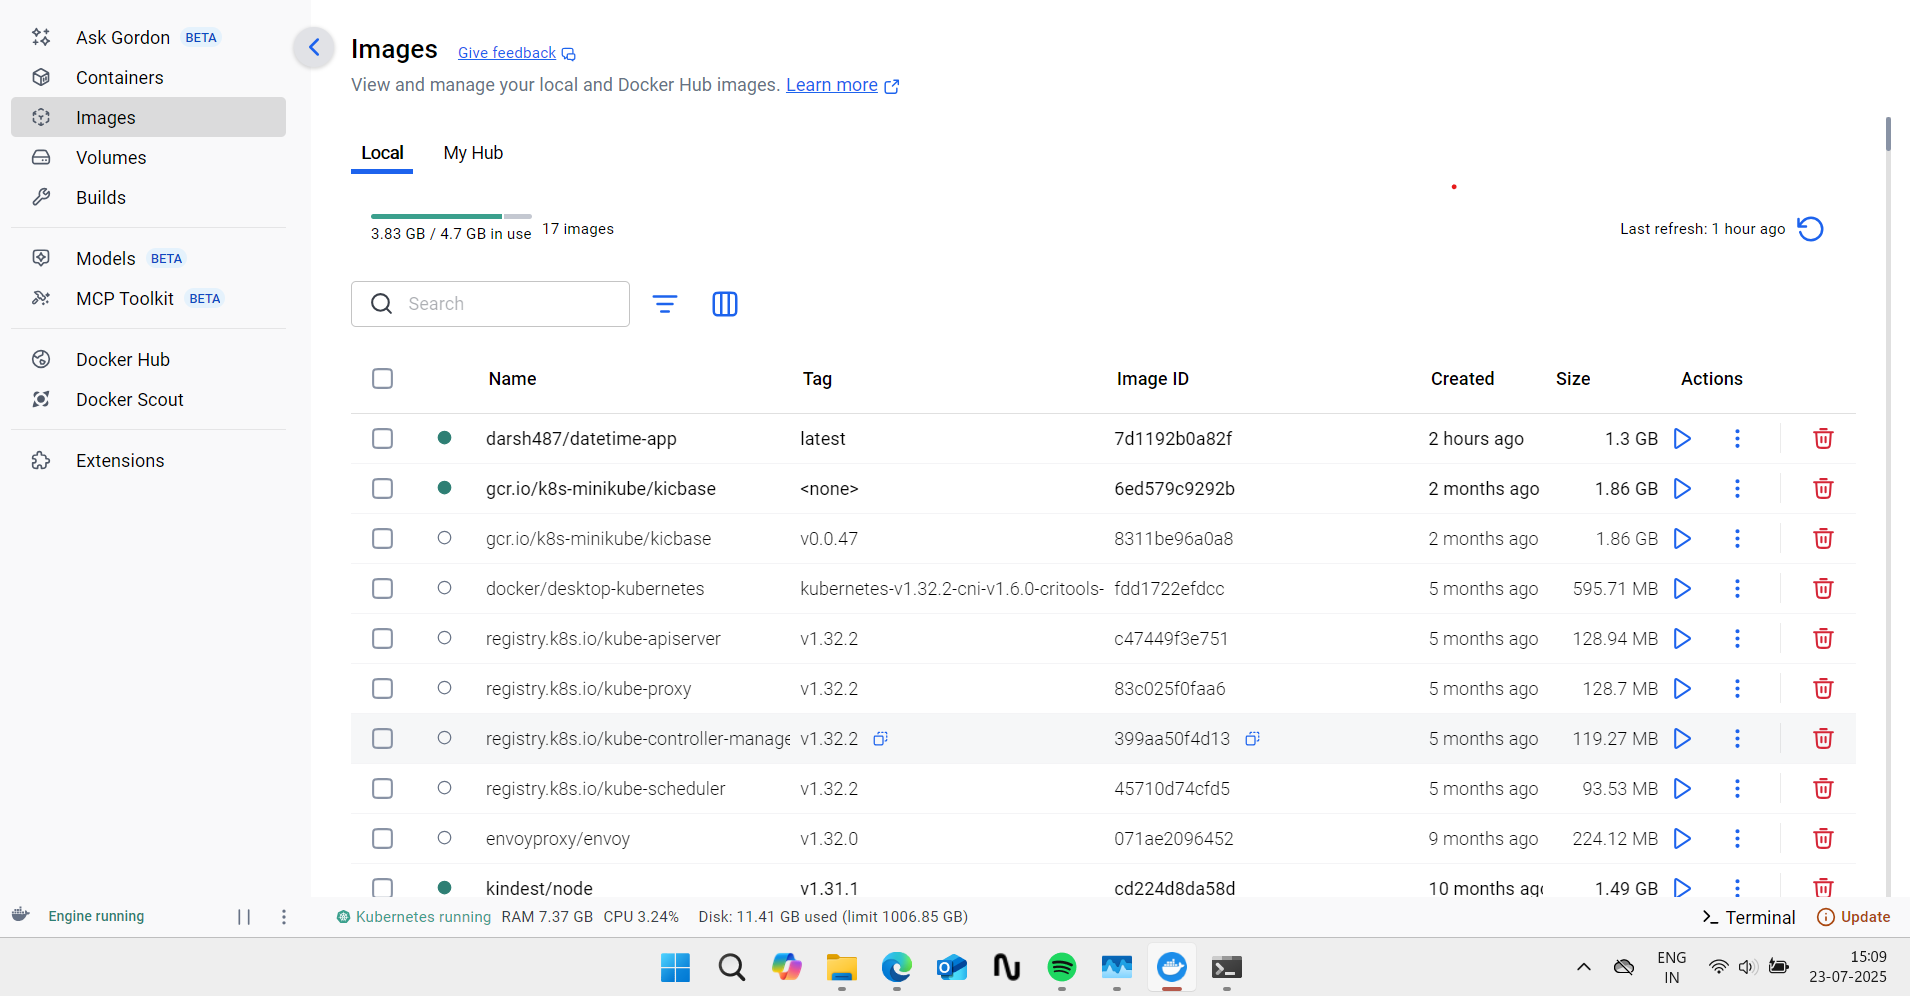 Ask Gordon BETA
Containers
Images
Volumes
Builds
Models BETA
MCP Toolkit BETA
Docker Hub
Docker Scout
Extensions
Images Give feedback
View and manage your local and Docker Hub images. Learn more
Local My Hub
3.83 GB / 4.7 GB in use 17 images
Last refresh: 1 hour ago
Search
Name Tag Image ID Created Size Actions
darsh487/datetime-app latest 7d1192b0a82f 2 hours ago 1.3 GB
gcr.io/k8s-minikube/kicbase <none> 6ed579c9292b 2 months ago 1.86 GB
gcr.io/k8s-minikube/kicbase v0.0.47 8311be96a0a8 2 months ago 1.86 GB
docker/desktop-kubernetes kubernetes-v1.32.2-cni-v1.6.0-critools- fdd1722efdcc 5 months ago 595.71 MB
registry.k8s.io/kube-apiserver v1.32.2 c47449f3e751 5 months ago 128.94 MB
registry.k8s.io/kube-proxy v1.32.2 83c025f0faa6 5 months ago 128.7 MB
registry.k8s.io/kube-controller-manage v1.32.2 399aa50f4d13 5 months ago 119.27 MB
registry.k8s.io/kube-scheduler v1.32.2 45710d74cfd5 5 months ago 93.53 MB
envoyproxy/envoy v1.32.0 071ae2096452 9 months ago 224.12 MB
kindest/node v1.31.1 cd224d8da58d 10 months ago 1.49 GB
Engine running
Kubernetes running RAM 7.37 GB CPU 3.24% Disk: 11.41 GB used (limit 1006.85 GB)
Terminal Update
ENG
IN
15:09
23-07-2025